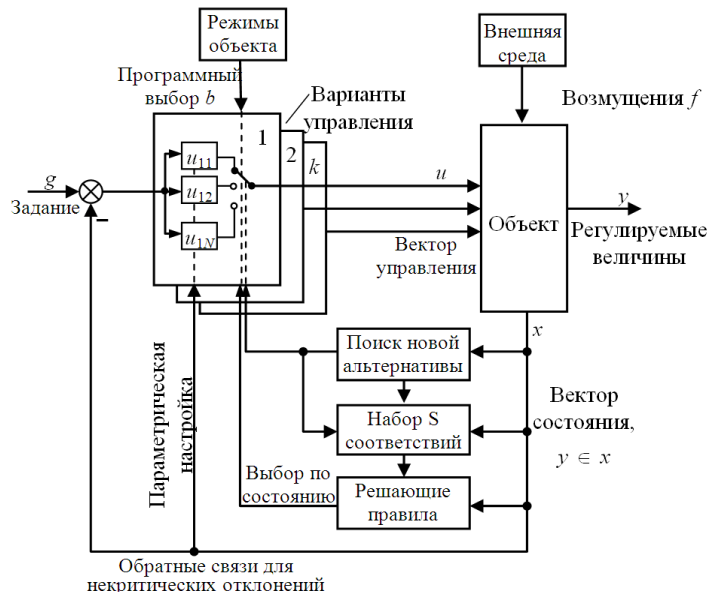 Режимы
объекта
Внешняя
среда
Программный
выбор b
Варианты
управления
Возмущения f
1
2
k
u11
u12
u1N
g
Задание
u
y
Объект
Регулируемые
величины
Вектор
управления
x
Поиск новой
альтернативы
Набор S
соответствий
Решающие
правила
Вектор
состояния,
y ∈ x
Параметрическая
настройка
Выбор по
состоянию
Обратные связи для
некритических отклонений